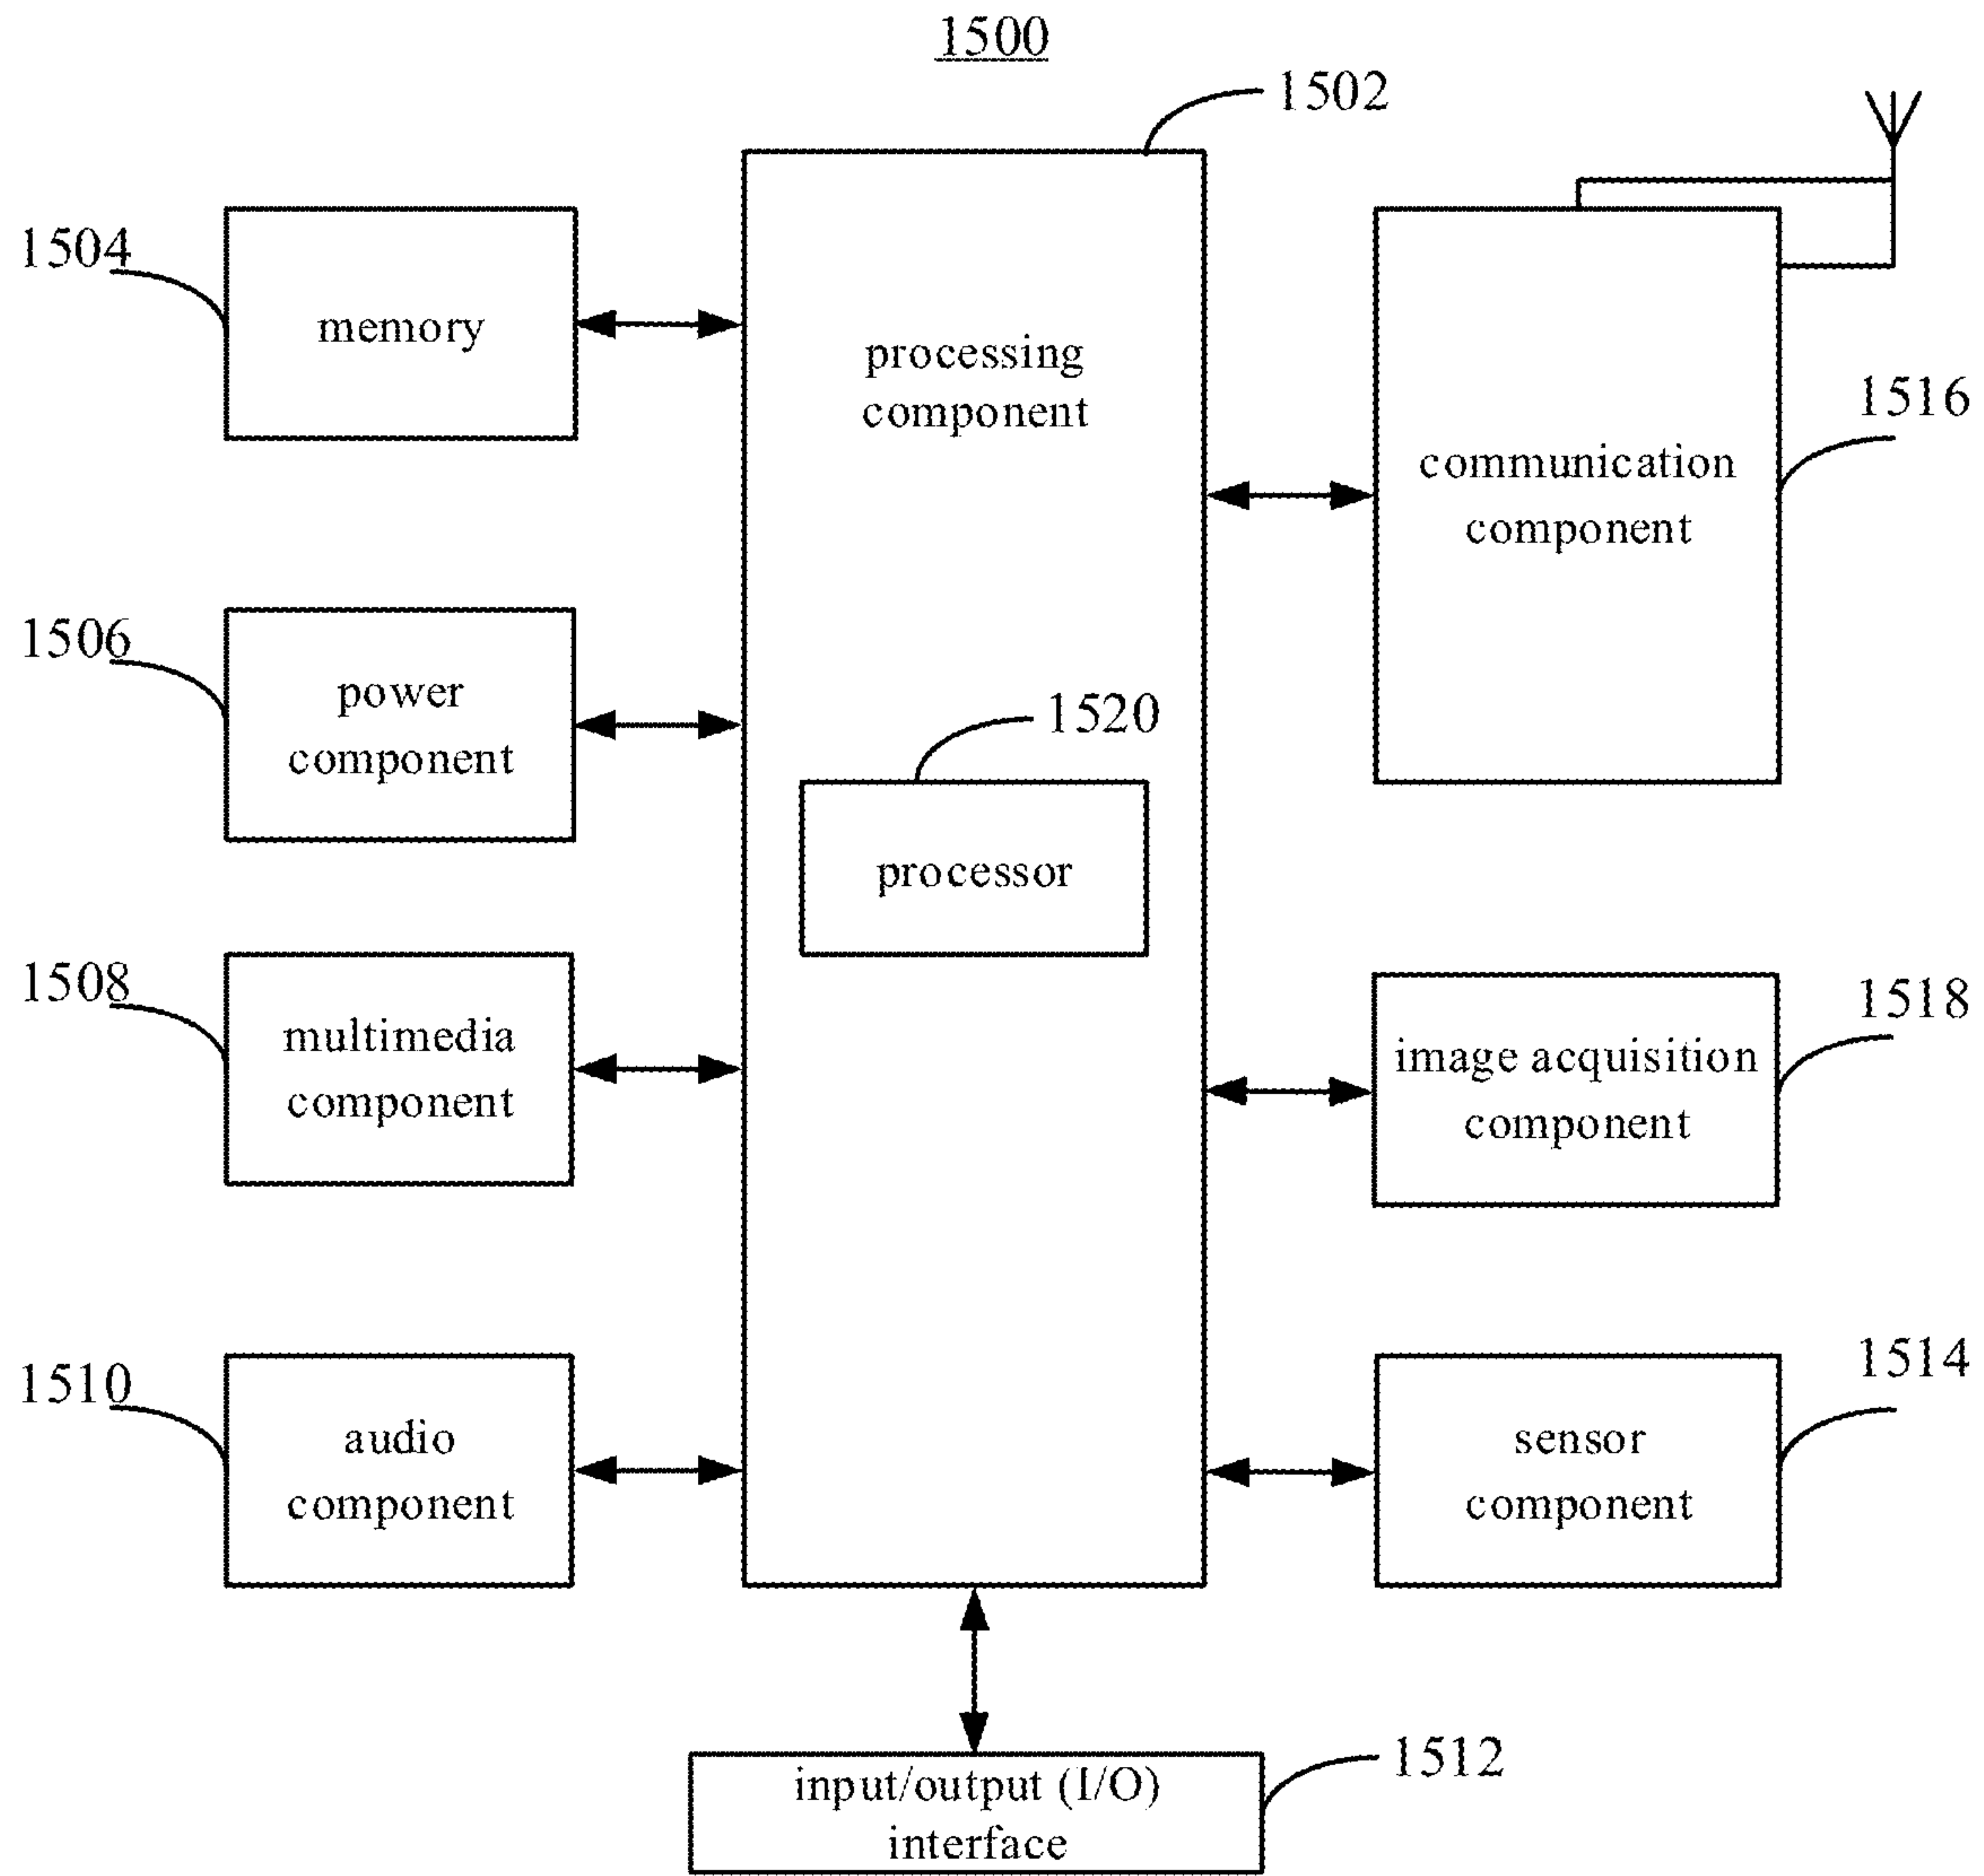 1500
1502
1504
memory
processing
component
1516
communication
component
1506
power
component
1520
processor
1508
multimedia
component
1518
image acquisition
component
1510
audio
component
1514
sensor
component
1512
input/output (I/O)
interface